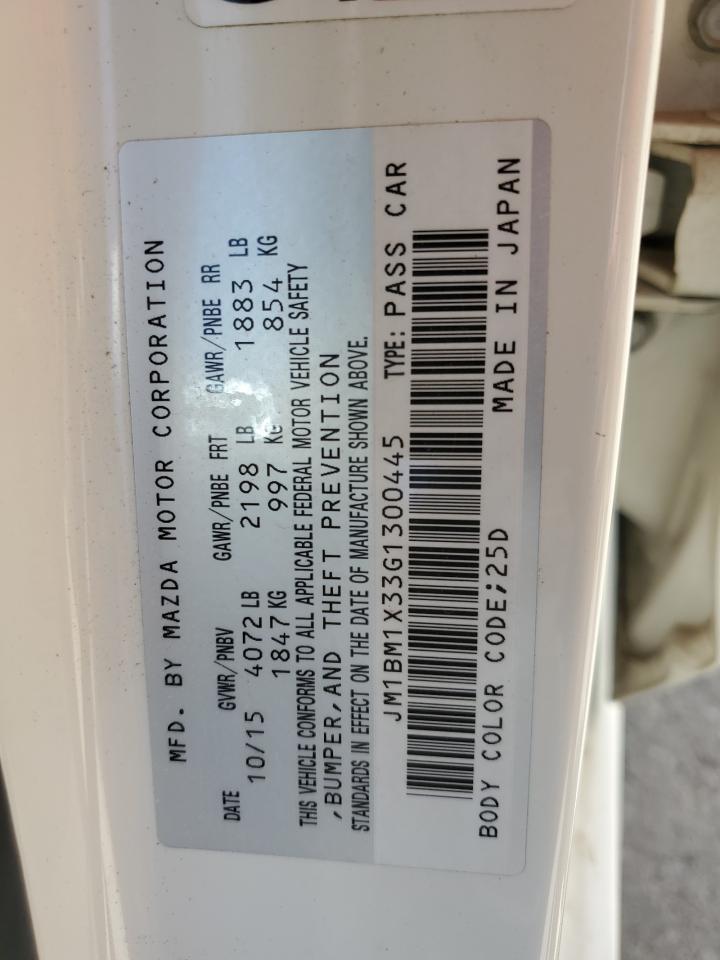 MFD. BY MAZDA MOTOR CORPORATION
DATE GVWR/PNBV GAWR/PNBE FRT GAWR/PNBE RR
10/15 4072 LB 2198 LB 1883 LB
1847 KG 997 KG 854 KG
THIS VEHICLE CONFORMS TO ALL APPLICABLE FEDERAL MOTOR VEHICLE SAFETY
,BUMPER,AND THEFT PREVENTION
STANDARDS IN EFFECT ON THE DATE OF MANUFACTURE SHOWN ABOVE.
JM1BM1X33G1300445 TYPE: PASS CAR
BODY COLOR CODE;25D MADE IN JAPAN